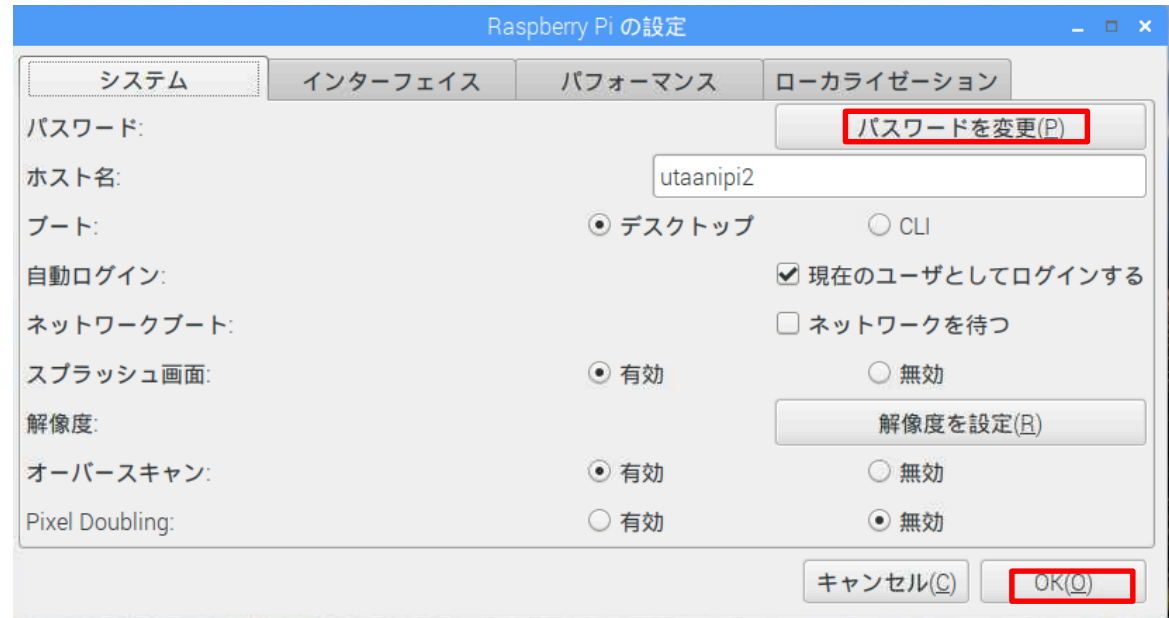 Raspberry Pi の設定
システム インターフェイス パフォーマンス ローカライゼーション
パスワード: パスワードを変更(P)
ホスト名: utaanipi2
ブート: デスクトップ CLI
自動ログイン: 現在のユーザとしてログインする
ネットワークブート: ネットワークを待つ
スプラッシュ画面: 有効 無効
解像度: 解像度を設定(R)
オーバースキャン: 有効 無効
Pixel Doubling: 有効 無効
キャンセル(C) OK(O)